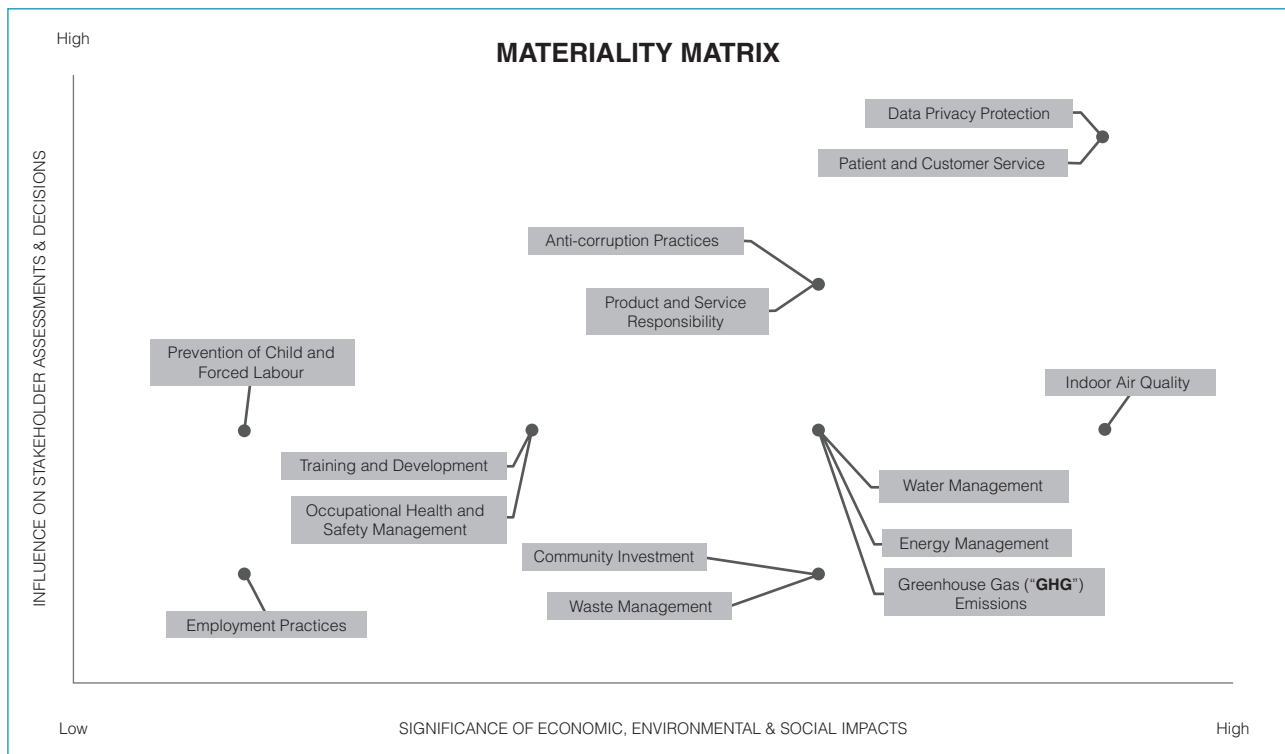 High
MATERIALITY MATRIX
INFLUENCE ON STAKEHOLDER ASSESSMENTS & DECISIONS
Data Privacy Protection
Patient and Customer Service
Anti-corruption Practices
Product and Service
Responsibility
Prevention of Child and
Forced Labour
Indoor Air Quality
Training and Development
Occupational Health and
Safety Management
Water Management
Energy Management
Greenhouse Gas (“GHG”)
Emissions
Community Investment
Waste Management
Employment Practices
Low
SIGNIFICANCE OF ECONOMIC, ENVIRONMENTAL & SOCIAL IMPACTS
High